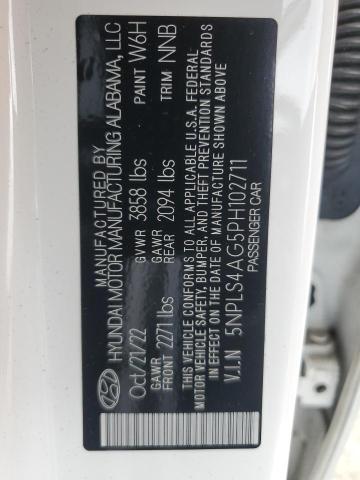 MANUFACTURED BY
HYUNDAI MOTOR MANUFACTURING ALABAMA, LLC
Oct/21/22 GVWR 3858 lbs PAINT W6H
GAWR FRONT 2271 lbs GAWR REAR 2094 lbs TRIM NNB
THIS VEHICLE CONFORMS TO ALL APPLICABLE U.S.A. FEDERAL
MOTOR VEHICLE SAFETY, BUMPER, AND THEFT PREVENTION STANDARDS
IN EFFECT ON THE DATE OF MANUFACTURE SHOWN ABOVE.
V.I.N 5NPLS4AG5PH102711
PASSENGER CAR